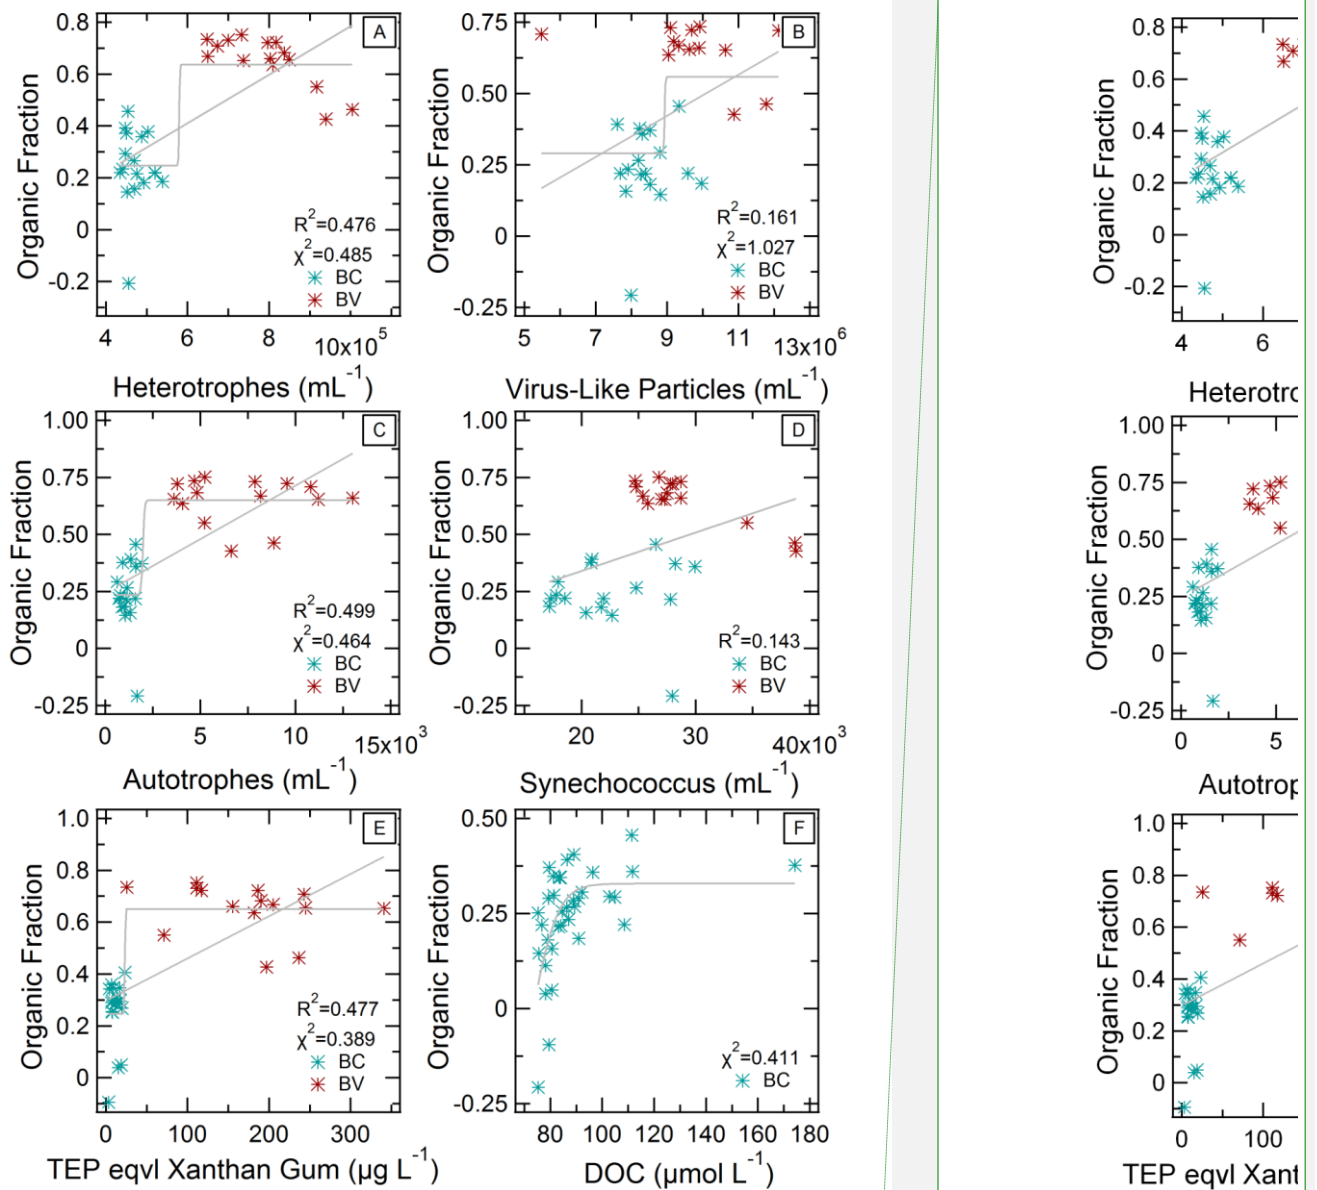 A
0.8
0.6
0.4
0.2
0
-0.2
Organic Fraction
R²=0.476
χ²=0.485
BC
BV
4 6 8 10x10⁵
Heterotrophes (mL⁻¹)
B
0.75
0.50
0.25
0
-0.25
Organic Fraction
R²=0.161
χ²=1.027
BC
BV
5 7 9 11 13x10⁶
Virus-Like Particles (mL⁻¹)
C
1.00
0.75
0.50
0.25
0
-0.25
Organic Fraction
R²=0.499
χ²=0.464
BC
BV
0 5 10 15x10³
Autotrophes (mL⁻¹)
D
1.00
0.75
0.50
0.25
0
-0.25
Organic Fraction
R²=0.143
BC
BV
20 30 40x10³
Synechococcus (mL⁻¹)
E
1.0
0.8
0.6
0.4
0.2
0
Organic Fraction
R²=0.477
χ²=0.389
BC
BV
0 100 200 300
TEP eqvl Xanthan Gum (µg L⁻¹)
F
0.50
0.25
0
-0.25
Organic Fraction
χ²=0.411
BC
80 100 120 140 160 180
DOC (µmol L⁻¹)
0.8
0.6
0.4
0.2
0
-0.2
Organic Fraction
4 6
Heterotro
1.00
0.75
0.50
0.25
0
-0.25
Organic Fraction
0 5
Autotrop
1.0
0.8
0.6
0.4
0.2
0
Organic Fraction
0 100
TEP eqvl Xant